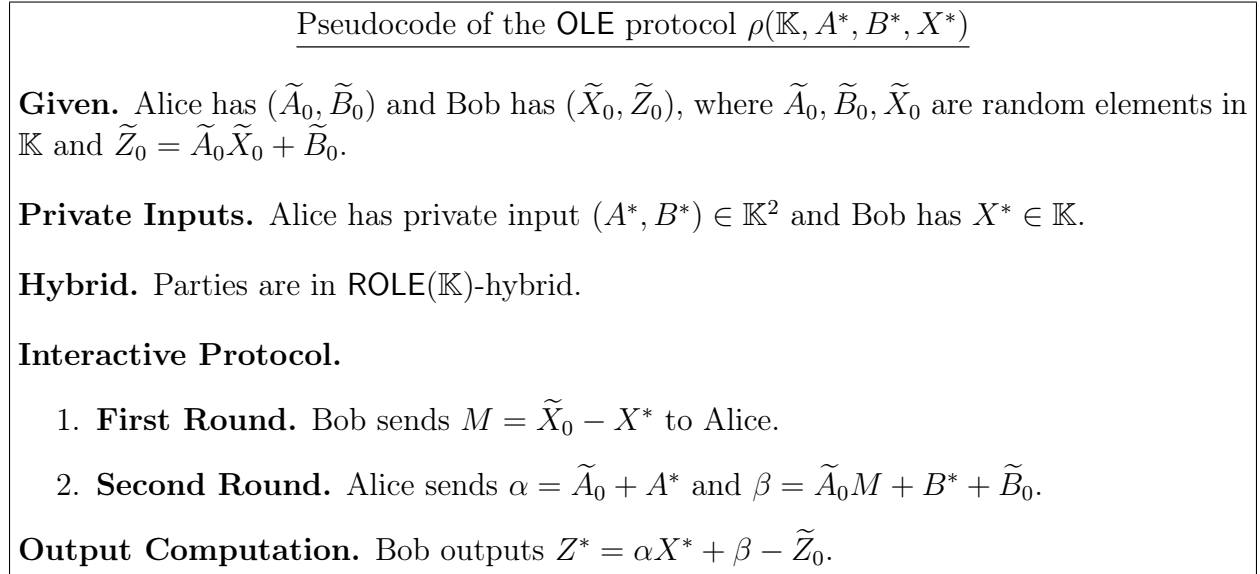 Pseudocode of the OLE protocol ρ(𝕂, A*, B*, X*)
Given. Alice has (Ã₀, B̃₀) and Bob has (X̃₀, Z̃₀), where Ã₀, B̃₀, X̃₀ are random elements in
𝕂 and Z̃₀ = Ã₀X̃₀ + B̃₀.
Private Inputs. Alice has private input (A*, B*) ∈ 𝕂² and Bob has X* ∈ 𝕂.
Hybrid. Parties are in ROLE(𝕂)-hybrid.
Interactive Protocol.
1. First Round. Bob sends M = X̃₀ − X* to Alice.
2. Second Round. Alice sends α = Ã₀ + A* and β = Ã₀M + B* + B̃₀.
Output Computation. Bob outputs Z* = αX* + β − Z̃₀.